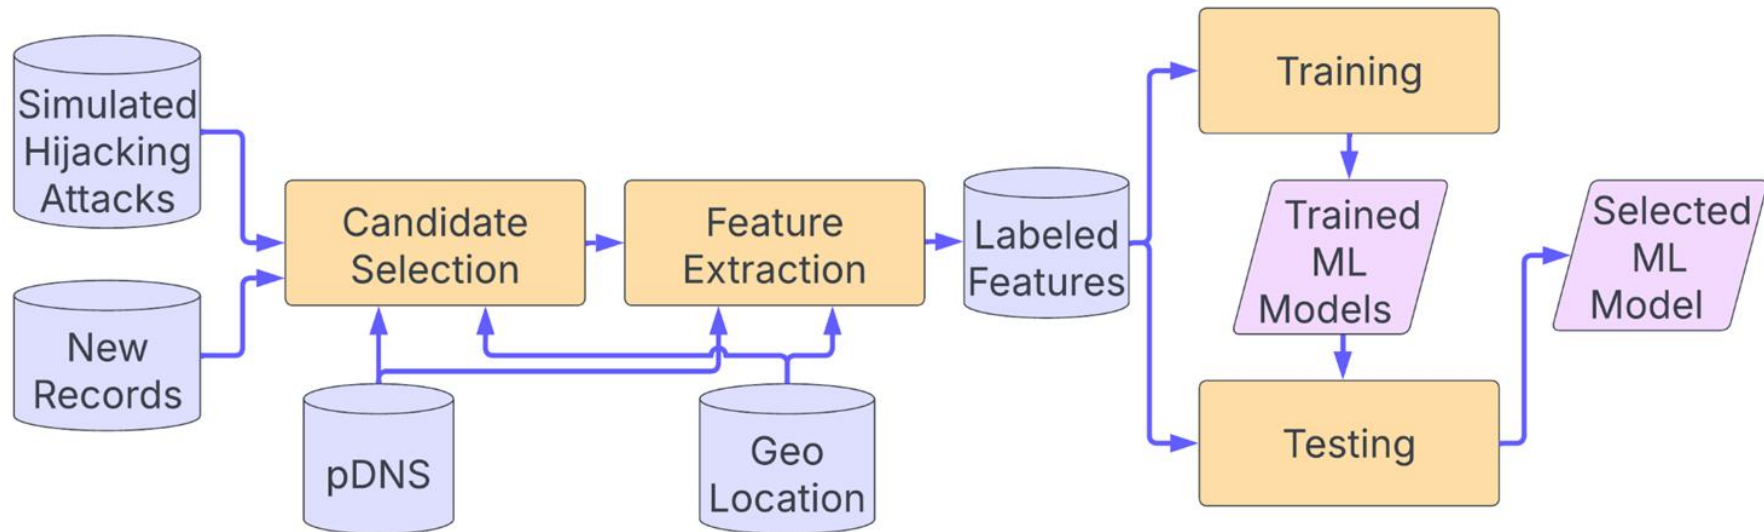 Simulated
Hijacking
Attacks
New
Records
Candidate
Selection
pDNS
Feature
Extraction
Geo
Location
Labeled
Features
Training
Trained
ML
Models
Testing
Selected
ML
Model